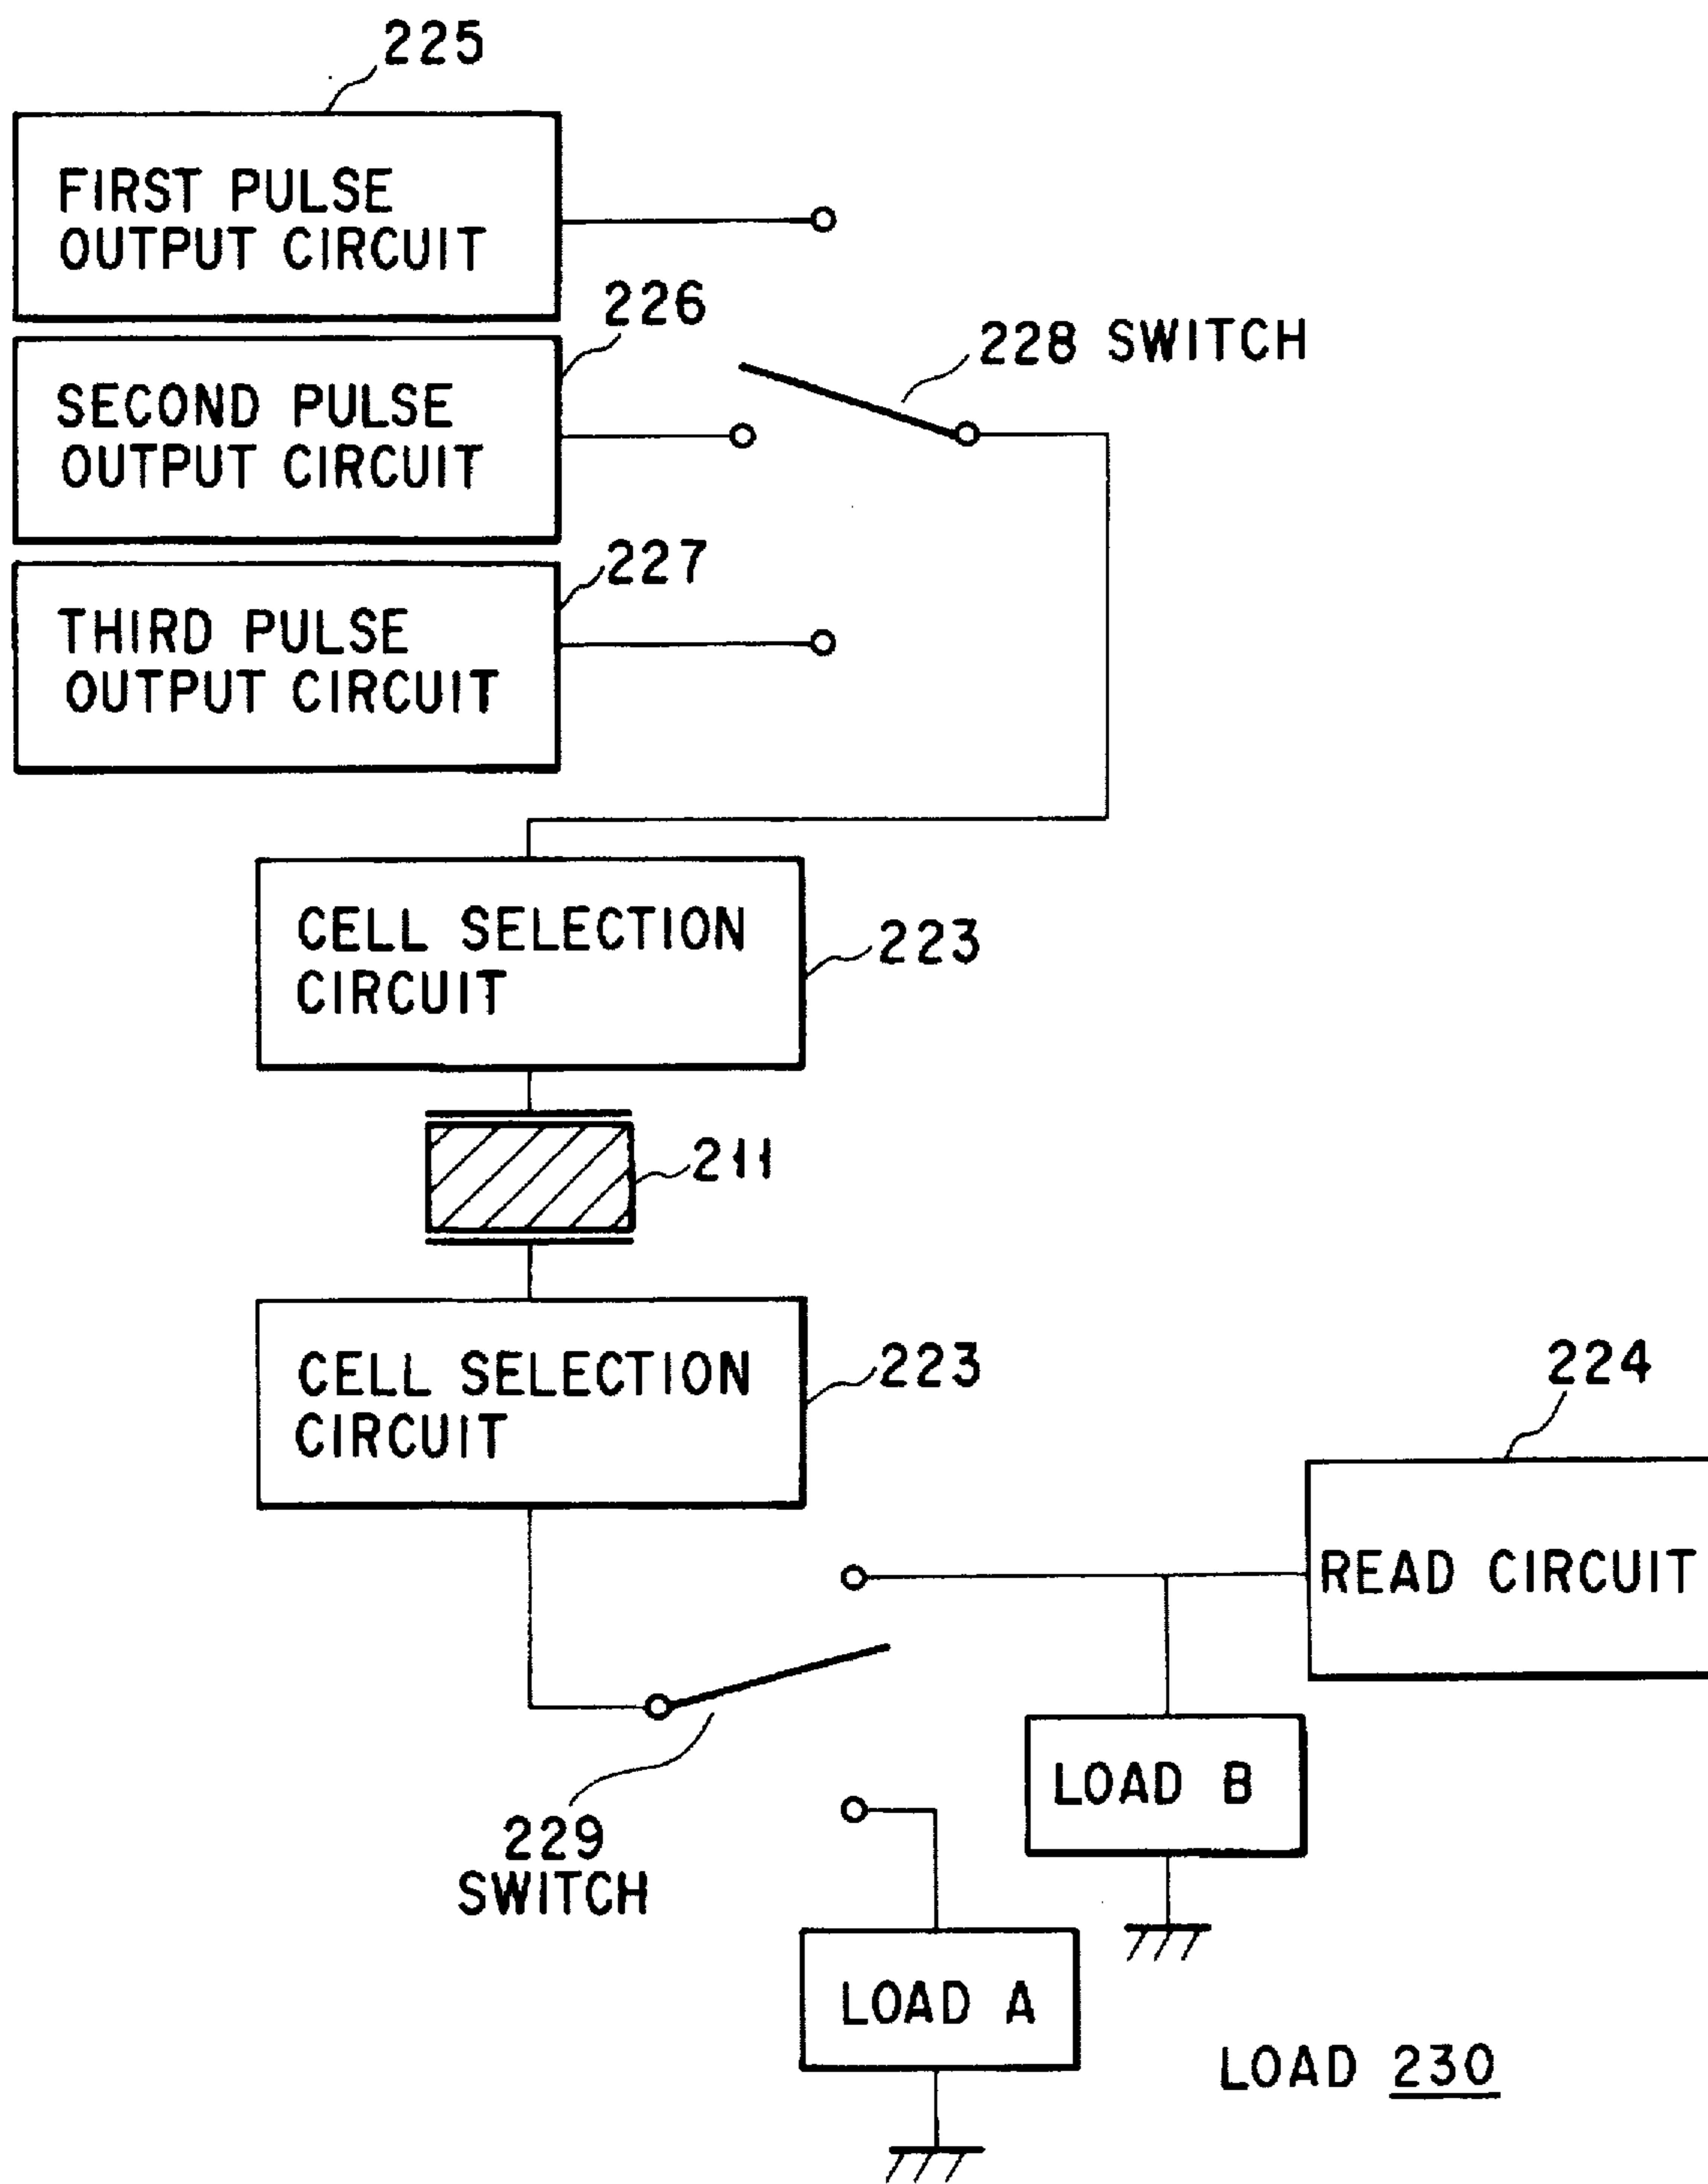 225
FIRST PULSE
OUTPUT CIRCUIT
226
228 SWITCH
SECOND PULSE
OUTPUT CIRCUIT
227
THIRD PULSE
OUTPUT CIRCUIT
CELL SELECTION
CIRCUIT
223
211
CELL SELECTION
CIRCUIT
223
224
READ CIRCUIT
LOAD B
229
SWITCH
LOAD A
LOAD 230